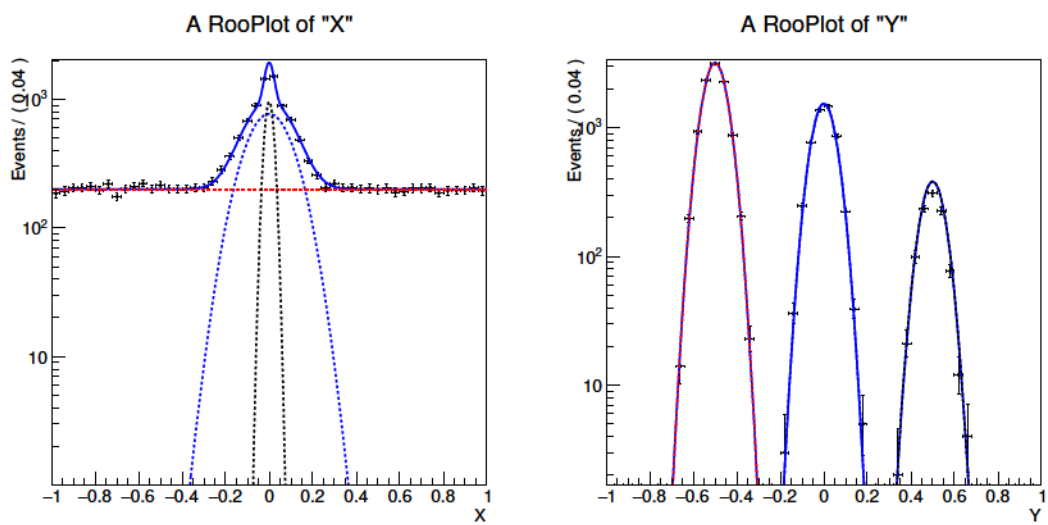 A RooPlot of "X"
Events / ( 0.04 )
10³
10²
10
−1 −0.8 −0.6 −0.4 −0.2 0 0.2 0.4 0.6 0.8 1
X
A RooPlot of "Y"
Events / ( 0.04 )
10³
10²
10
−1 −0.8 −0.6 −0.4 −0.2 0 0.2 0.4 0.6 0.8 1
Y